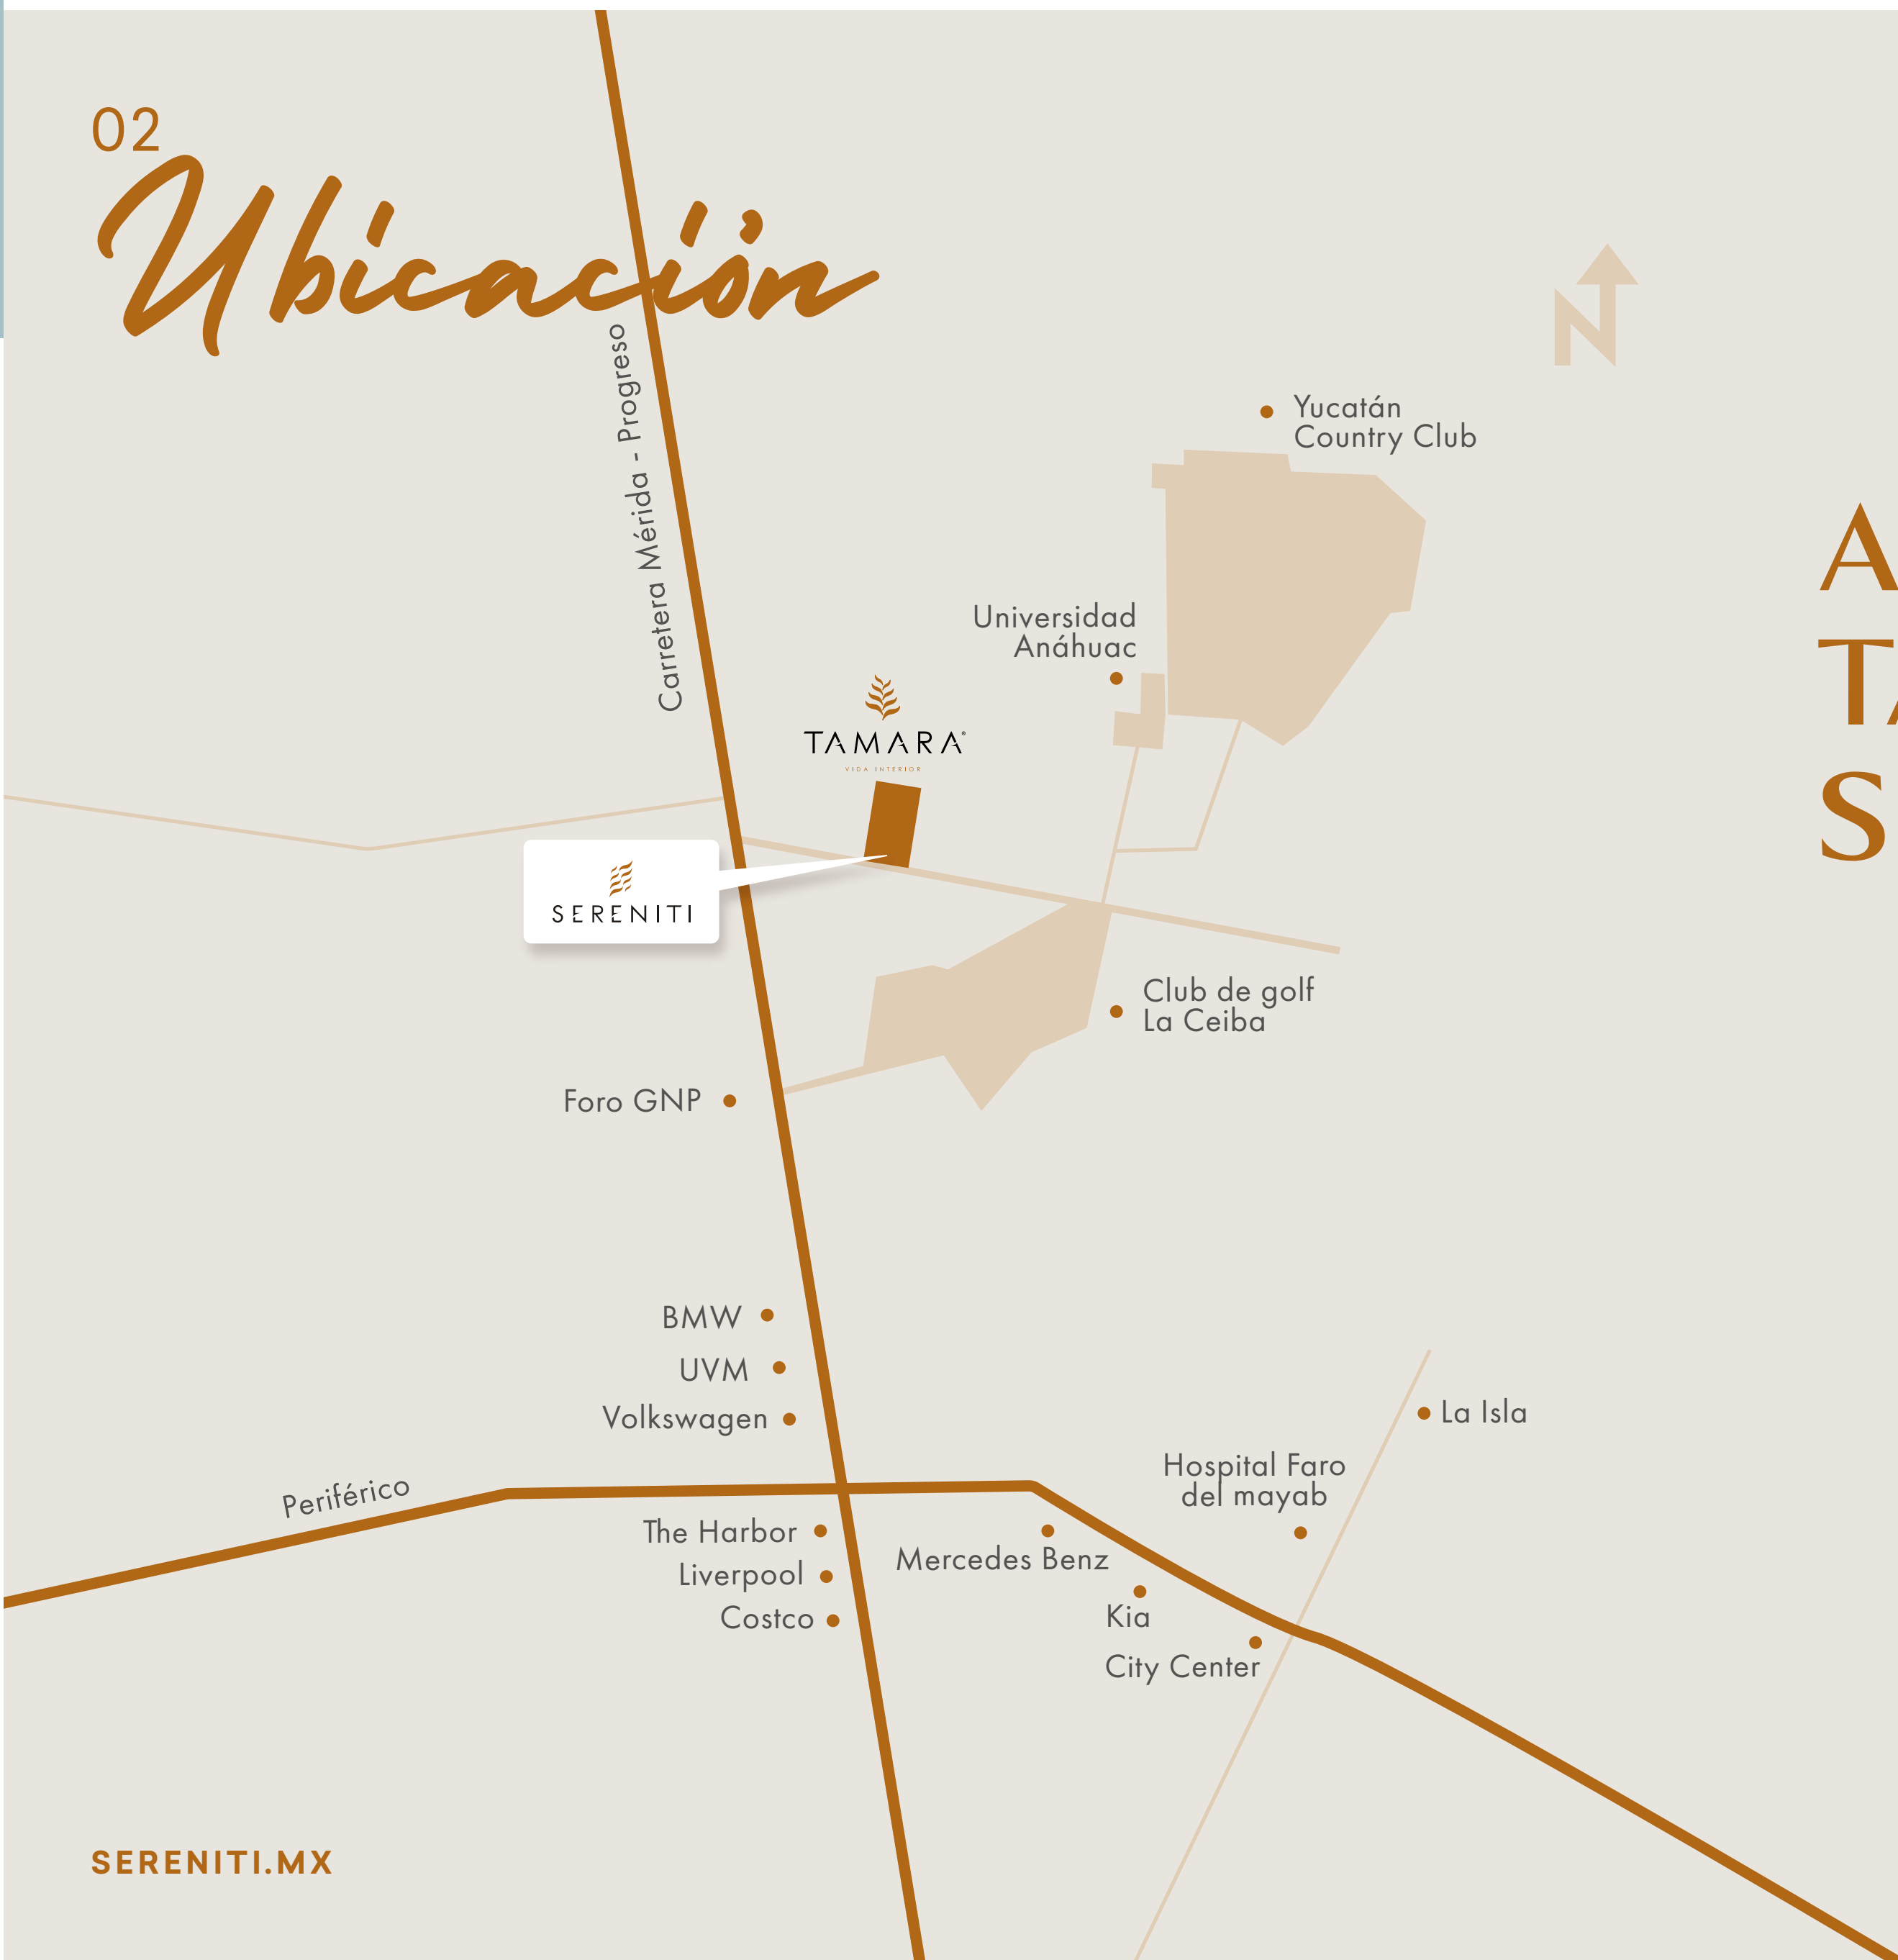 02
Ubicación
Carretera Mérida - Progreso
Yucatán
Country Club
Universidad
Anáhuac
TAMARA®
VIDA INTERIOR
SERENITI
Club de golf
La Ceiba
Foro GNP
BMW
UVM
Volkswagen
La Isla
Hospital Faro
del mayab
Periférico
The Harbor
Mercedes Benz
Liverpool
Kia
Costco
City Center
SERENITI.MX
A
TA
S